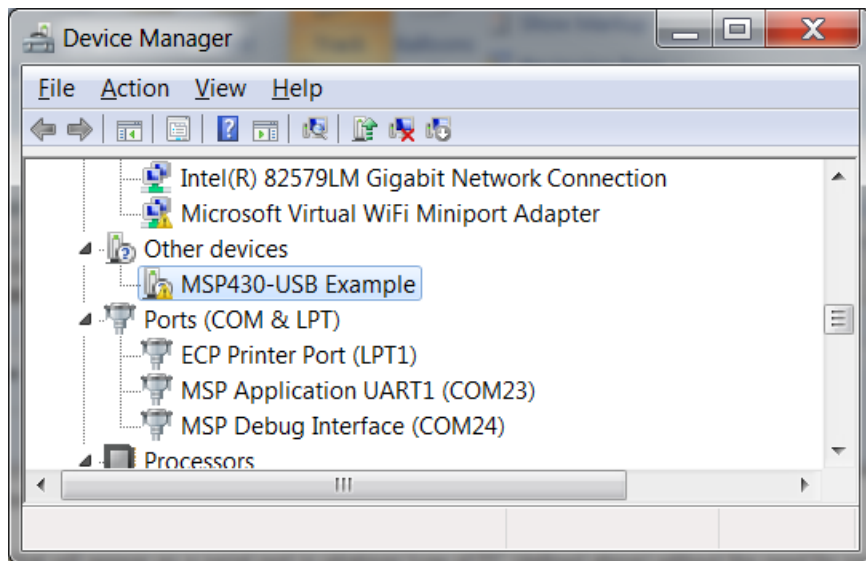 Device Manager
File Action View Help
Intel(R) 82579LM Gigabit Network Connection
Microsoft Virtual WiFi Miniport Adapter
Other devices
MSP430-USB Example
Ports (COM & LPT)
ECP Printer Port (LPT1)
MSP Application UART1 (COM23)
MSP Debug Interface (COM24)
Processors